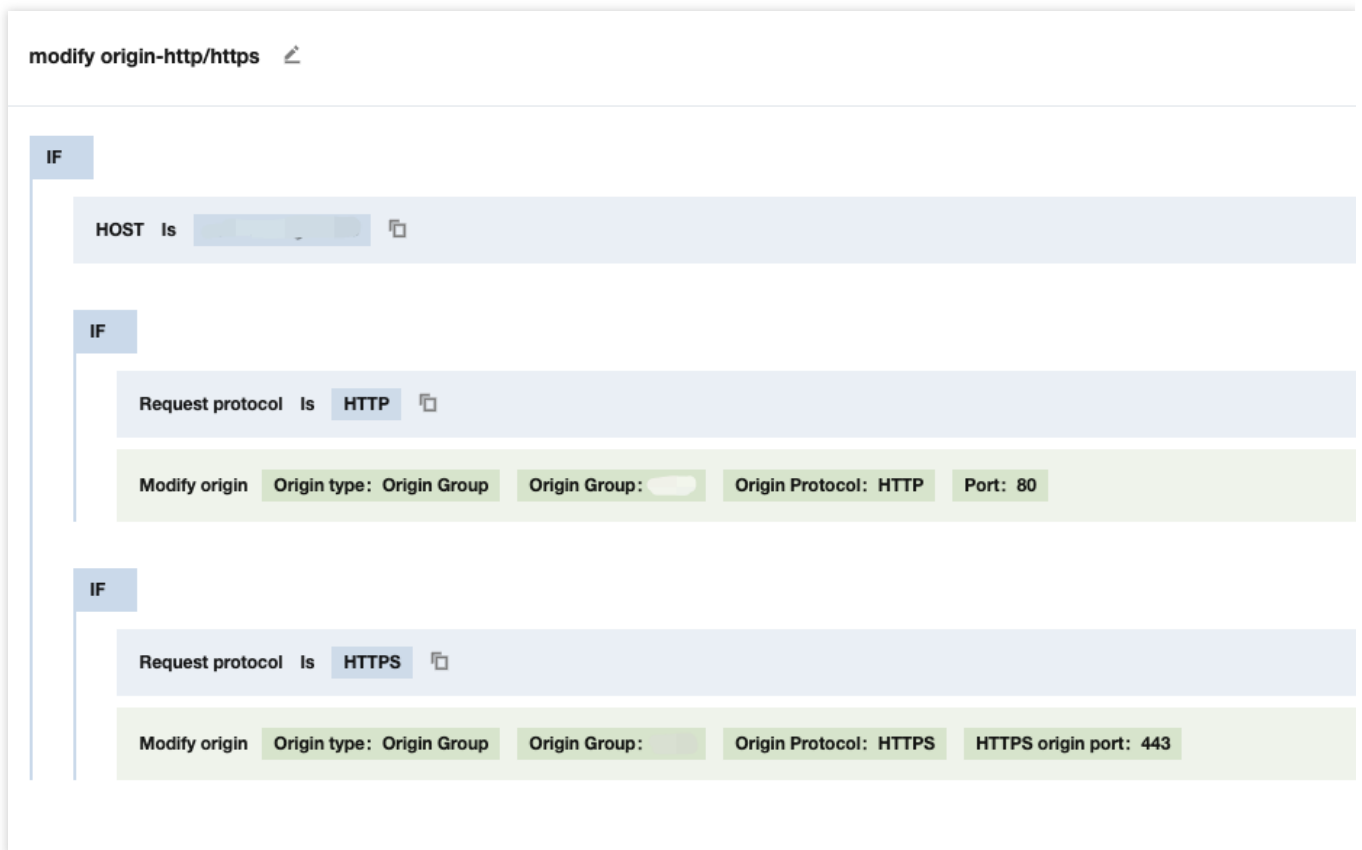 modify origin-http/https
IF
HOST Is
IF
Request protocol Is HTTP
Modify origin Origin type: Origin Group Origin Group: Origin Protocol: HTTP Port: 80
IF
Request protocol Is HTTPS
Modify origin Origin type: Origin Group Origin Group: Origin Protocol: HTTPS HTTPS origin port: 443